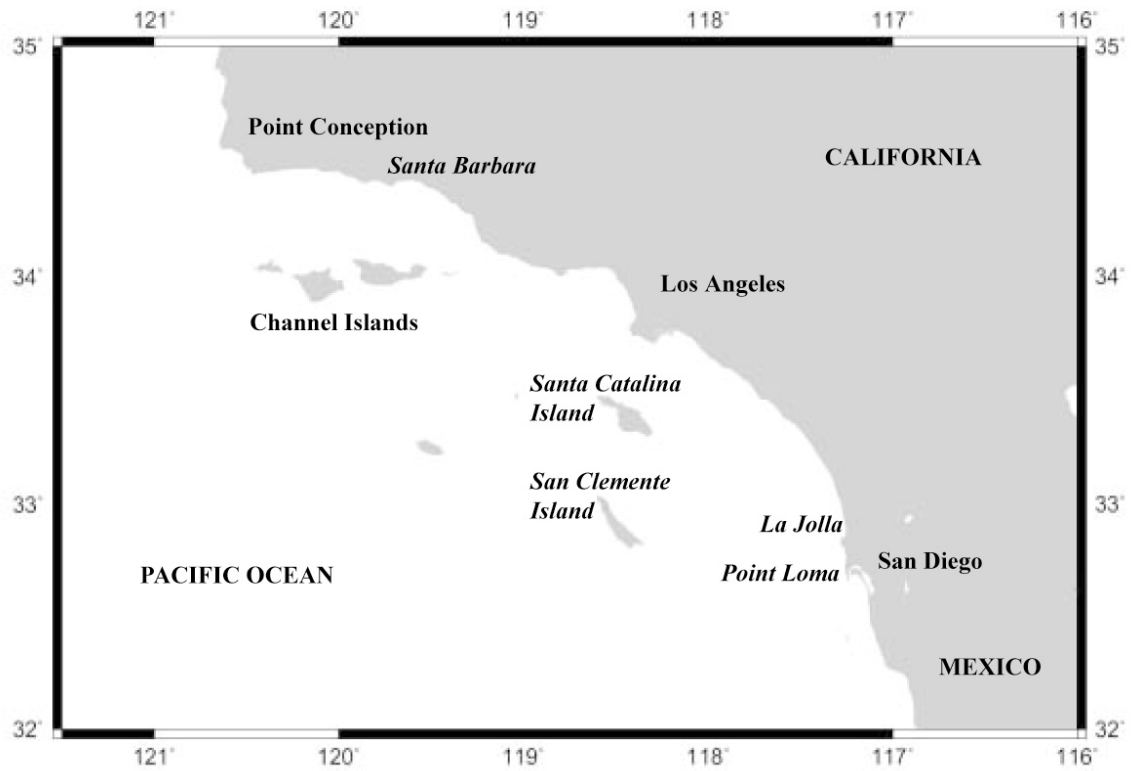 121° 120° 119° 118° 117° 116°
35° 35°
Point Conception
CALIFORNIA
Santa Barbara
34° 34°
Los Angeles
Channel Islands
Santa Catalina
Island
San Clemente
Island
33° 33°
La Jolla
San Diego
Point Loma
PACIFIC OCEAN
MEXICO
32° 32°
121° 120° 119° 118° 117° 116°